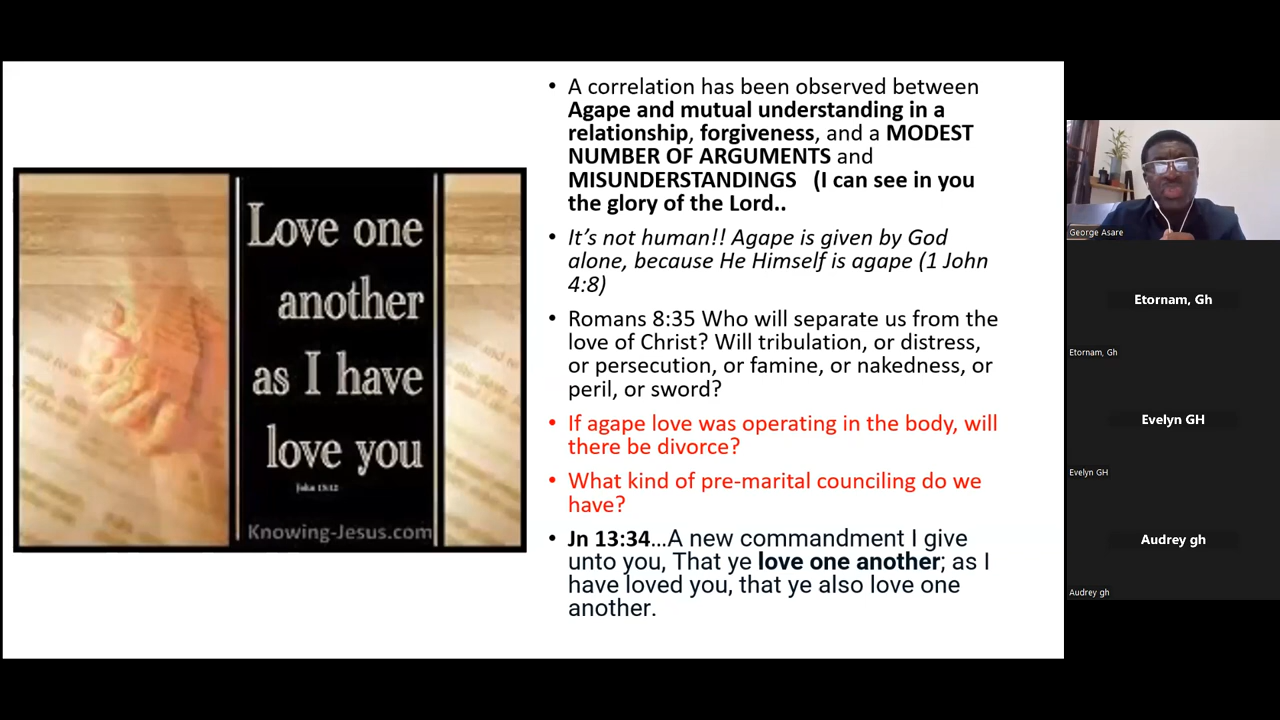 Love one
another
as I have
love you
John 15:12
Knowing-Jesus.com
• A correlation has been observed between
Agape and mutual understanding in a
relationship, forgiveness, and a MODEST
NUMBER OF ARGUMENTS and
MISUNDERSTANDINGS (I can see in you
the glory of the Lord..
• It’s not human!! Agape is given by God
alone, because He Himself is agape (1 John
4:8)
• Romans 8:35 Who will separate us from the
love of Christ? Will tribulation, or distress,
or persecution, or famine, or nakedness, or
peril, or sword?
• If agape love was operating in the body, will
there be divorce?
• What kind of pre-marital counciling do we
have?
• Jn 13:34…A new commandment I give
unto you, That ye love one another; as I
have loved you, that ye also love one
another.
George Asare
Etornam, Gh
Etornam, Gh
Evelyn GH
Evelyn GH
Audrey gh
Audrey gh